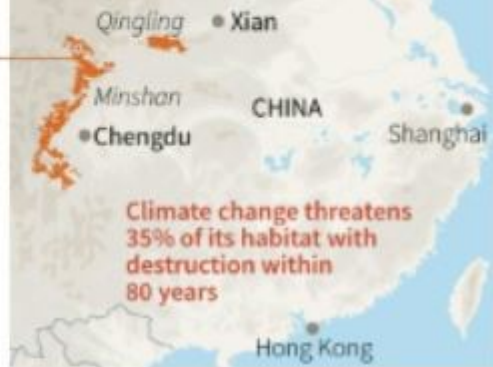 Qingling
Xian
Minshan
CHINA
Chengdu
Shanghai
Climate change threatens
35% of its habitat with
destruction within
80 years
Hong Kong